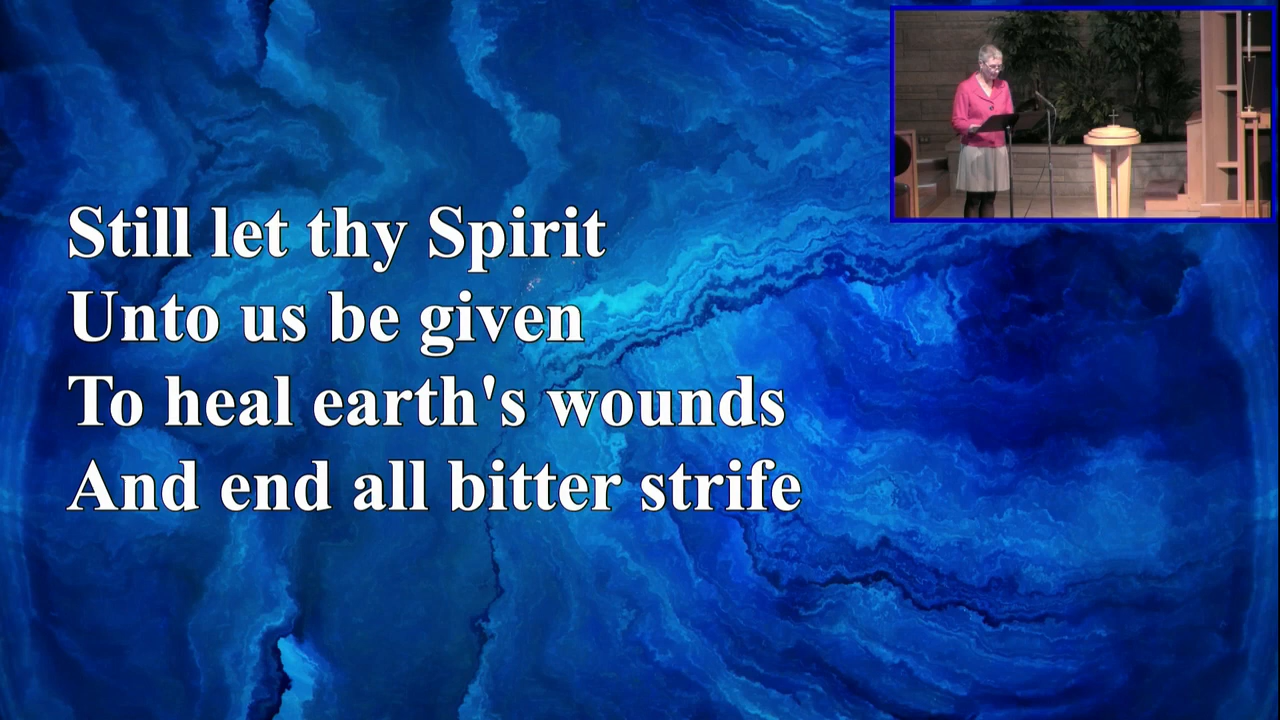 Still let thy Spirit
Unto us be given
To heal earth's wounds
And end all bitter strife